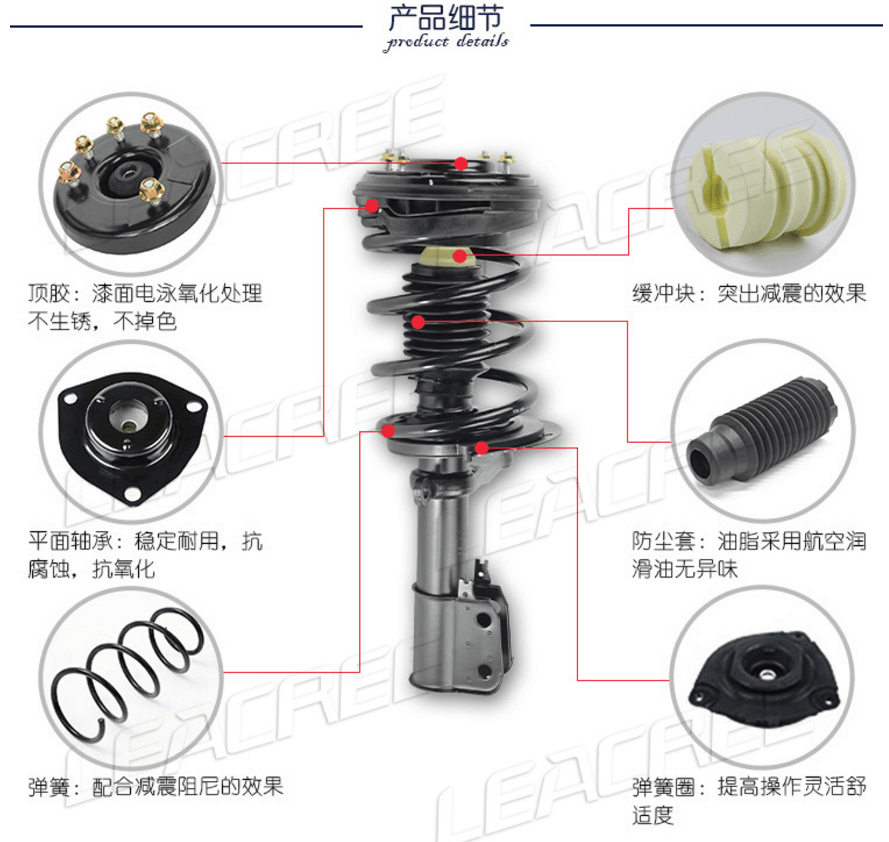 产品细节
product details
顶胶：漆面电泳氧化处理
不生锈，不掉色
缓冲块：突出减震的效果
平面轴承：稳定耐用，抗
腐蚀，抗氧化
防尘套：油脂采用航空润
滑油无异味
弹簧：配合减震阻尼的效果
弹簧圈：提高操作灵活舒
适度
LEACREE
LEACREE
LEACREE
LEACREE
LEACREE
LEACREE